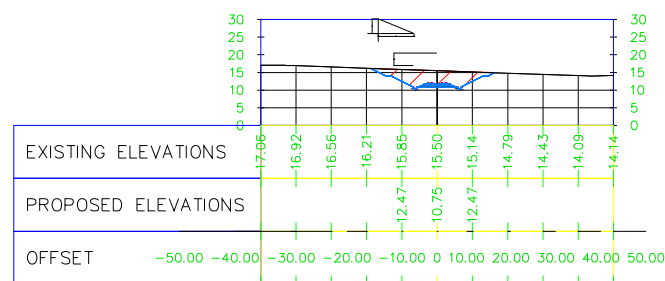 30 30
25 25
20 20
15 15
10 10
5 5
0 0
EXISTING ELEVATIONS 17.06 16.92 16.56 16.21 15.85 15.50 15.14 14.79 14.43 14.09 14.14
PROPOSED ELEVATIONS 12.47 10.75 12.47
OFFSET -50.00 -40.00 -30.00 -20.00 -10.00 0 10.00 20.00 30.00 40.00 50.00